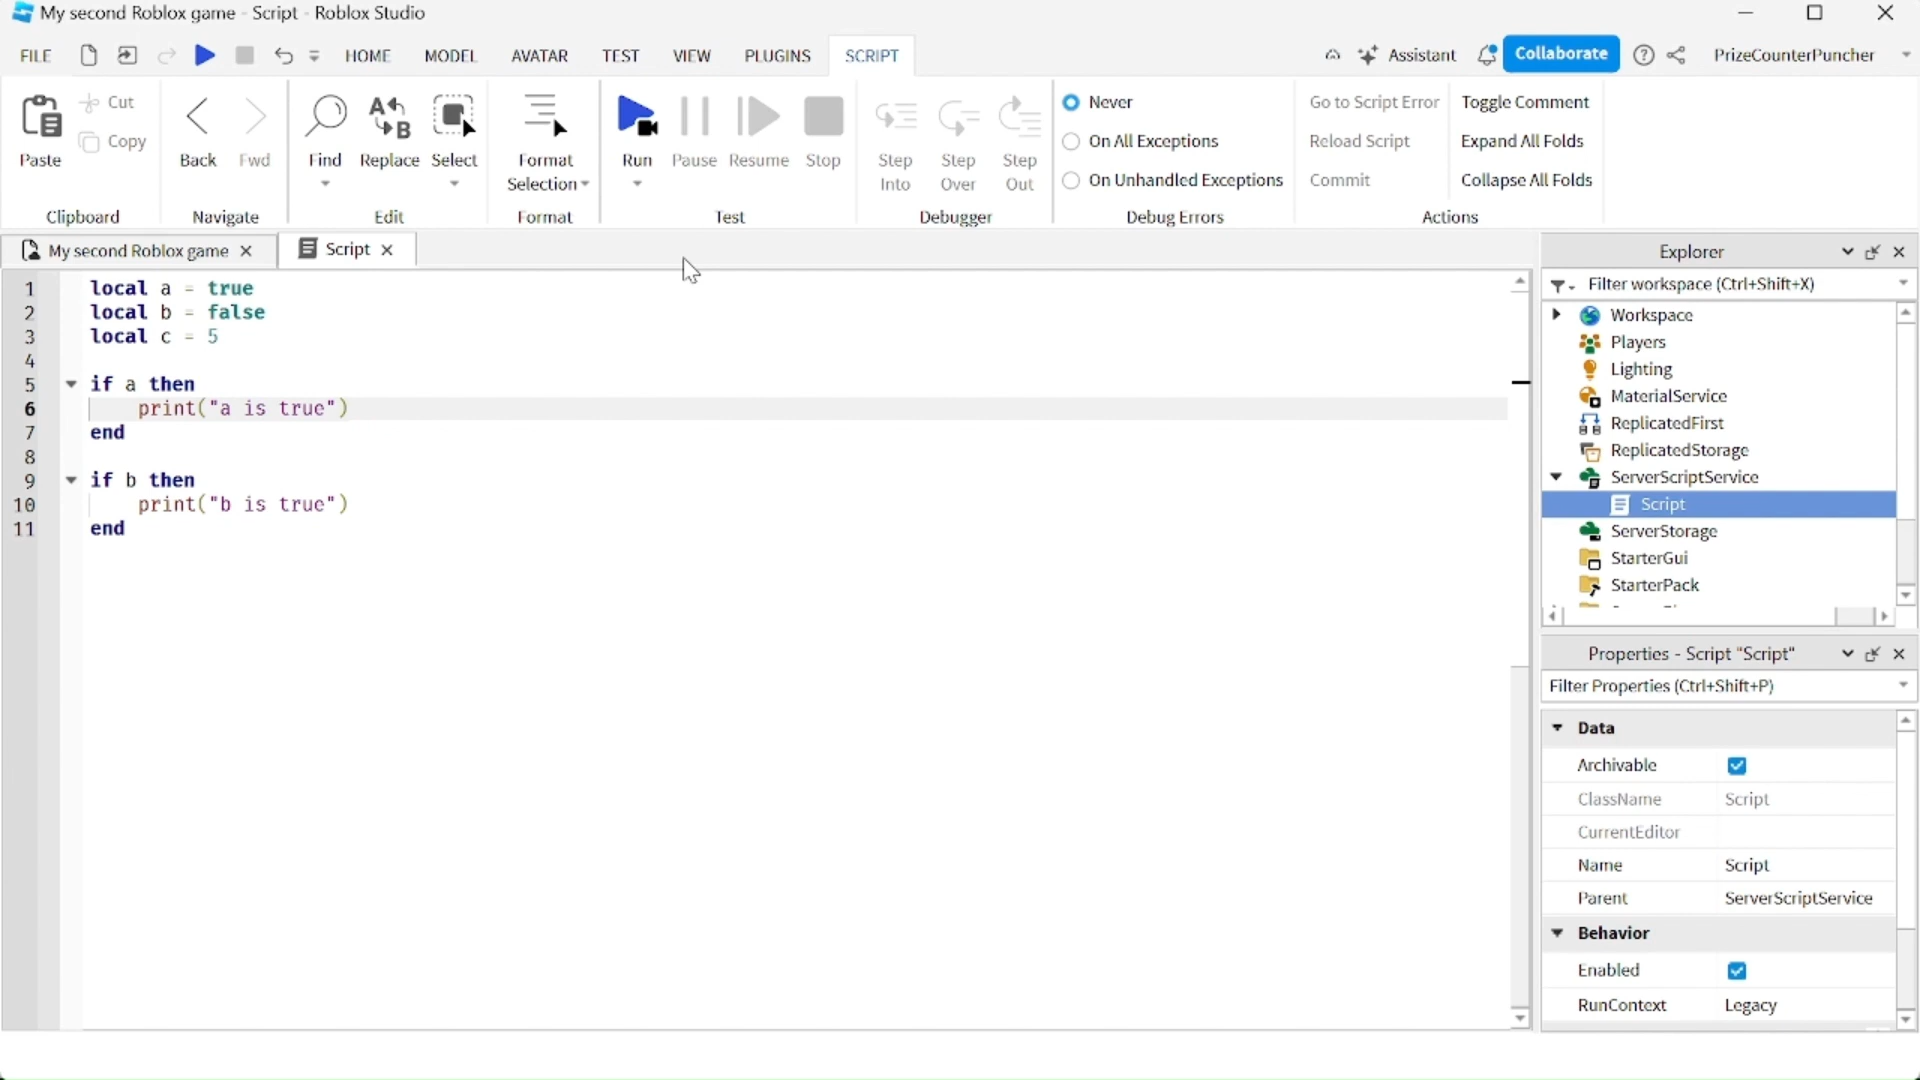 My second Roblox game - Script - Roblox Studio
FILE HOME MODEL AVATAR TEST VIEW PLUGINS SCRIPT Assistant Collaborate PrizeCounterPuncher
Paste Cut Copy
Clipboard
Back Fwd
Navigate
Find Replace Select
Edit
Format Selection
Format
Run Pause Resume Stop
Test
Step Into Step Over Step Out
Debugger
Never
On All Exceptions
On Unhandled Exceptions
Debug Errors
Go to Script Error Toggle Comment
Reload Script Expand All Folds
Commit Collapse All Folds
Actions
My second Roblox game Script
1 local a = true
2 local b = false
3 local c = 5
4
5 if a then
6 print("a is true")
7 end
8
9 if b then
10 print("b is true")
11 end
Explorer
Filter workspace (Ctrl+Shift+X)
Workspace
Players
Lighting
MaterialService
ReplicatedFirst
ReplicatedStorage
ServerScriptService
Script
ServerStorage
StarterGui
StarterPack
Properties - Script "Script"
Filter Properties (Ctrl+Shift+P)
Data
Archivable
ClassName Script
CurrentEditor
Name Script
Parent ServerScriptService
Behavior
Enabled
RunContext Legacy